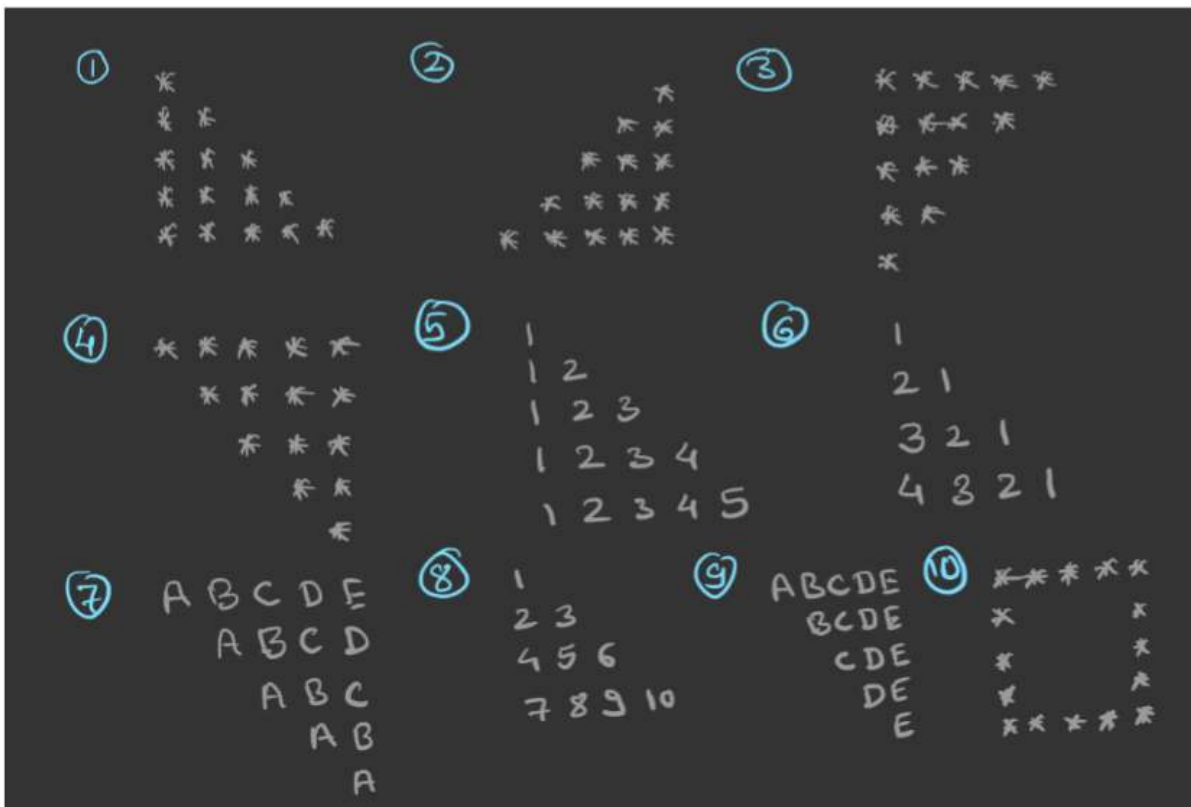 ①
*
* *
* * *
* * * *
* * * * *
②
*
* *
* * *
* * * *
* * * * *
③
* * * * *
* * * *
* * *
* *
*
④
* * * * *
* * * *
* * *
* *
*
⑤
1
1 2
1 2 3
1 2 3 4
1 2 3 4 5
⑥
1
2 1
3 2 1
4 3 2 1
⑦
A B C D E
A B C D
A B C
A B
A
⑧
1
2 3
4 5 6
7 8 9 10
⑨
ABCDE
BCDE
CDE
DE
E
⑩
* * * * *
* *
* *
* *
* * * * *